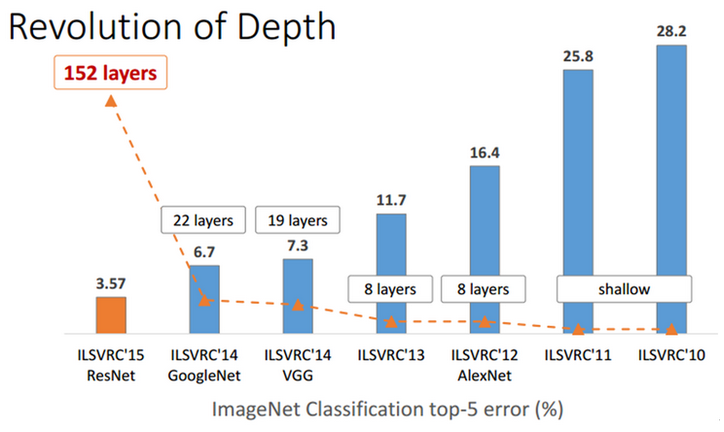 Revolution of Depth
28.2
25.8
152 layers
16.4
11.7
22 layers
19 layers
6.7
7.3
3.57
8 layers
8 layers
shallow
ILSVRC'15
ResNet
ILSVRC'14
GoogleNet
ILSVRC'14
VGG
ILSVRC'13
ILSVRC'12
AlexNet
ILSVRC'11
ILSVRC'10
ImageNet Classification top-5 error (%)